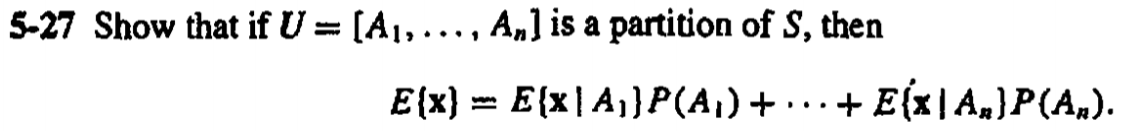 5-27 Show that if U = [A₁, . . . , Aₙ] is a partition of S, then
E{x} = E{x | A₁}P(A₁) + · · · + E{x | Aₙ}P(Aₙ).